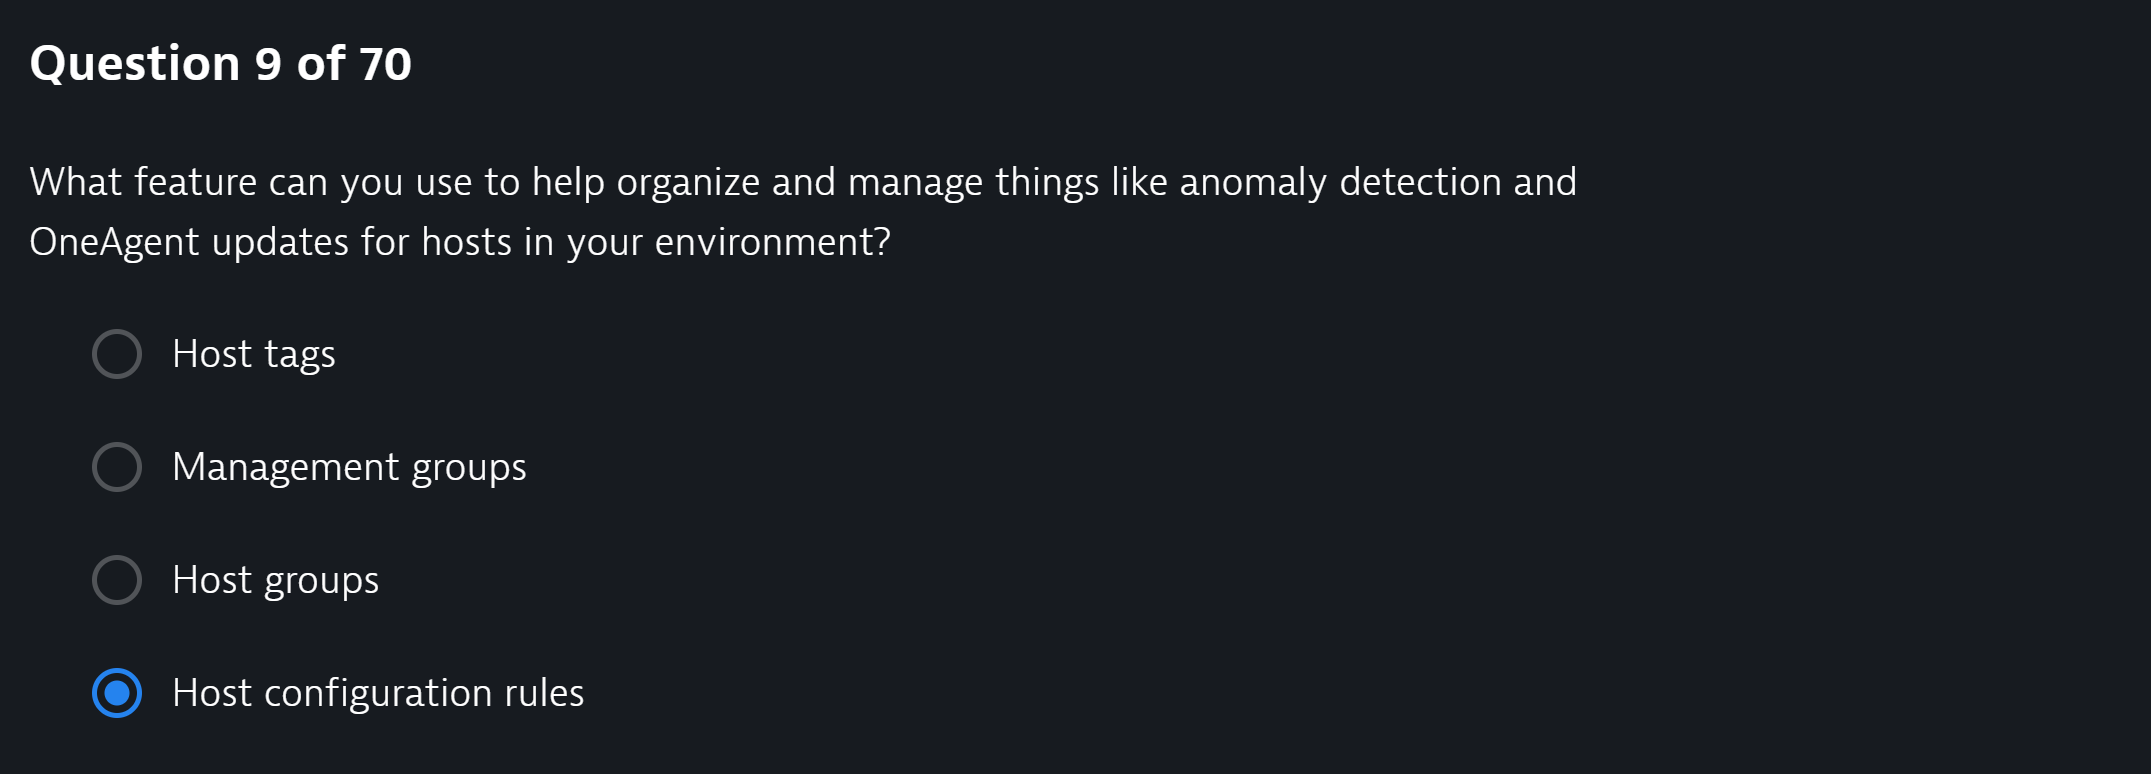 Question 9 of 70
What feature can you use to help organize and manage things like anomaly detection and
OneAgent updates for hosts in your environment?
Host tags
Management groups
Host groups
Host configuration rules